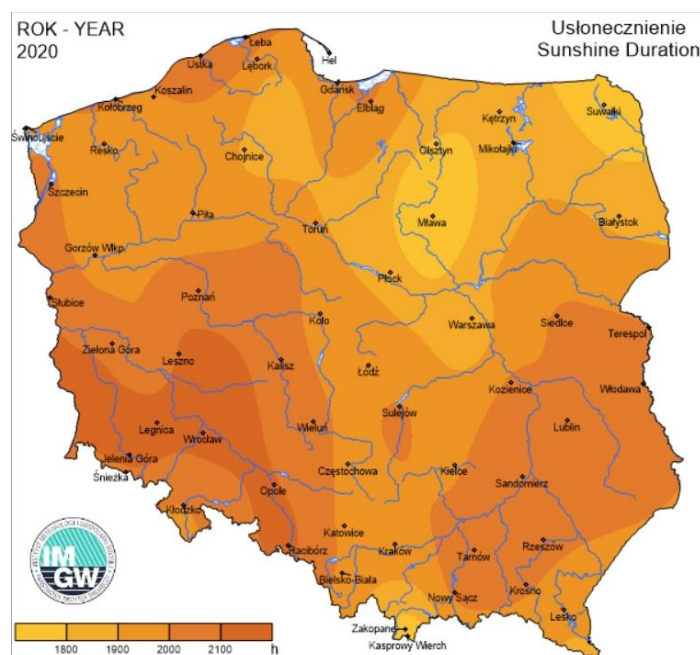 ROK - YEAR
2020
Usłonecznienie
Sunshine Duration
Łeba
Ustka
Lębork
Hel
Koszalin
Gdańsk
Kołobrzeg
Elbląg
Kętrzyn
Suwałki
Świnoujście
Resko
Chojnice
Olsztyn
Mikołajki
Szczecin
Piła
Toruń
Mława
Białystok
Gorzów Wlkp
Płock
Słubice
Poznań
Koło
Warszawa
Siedlce
Terespol
Zielona Góra
Leszno
Kalisz
Łódź
Kozienice
Włodawa
Sulejów
Legnica
Wrocław
Wieluń
Lublin
Jelenia Góra
Śnieżka
Częstochowa
Kielce
Sandomierz
Opole
Kłodzko
Katowice
Racibórz
Kraków
Tarnów
Rzeszów
Bielsko-Biała
Nowy Sącz
Krosno
Lesko
Zakopane
Kasprowy Wierch
IM
GW
1800 1900 2000 2100 h